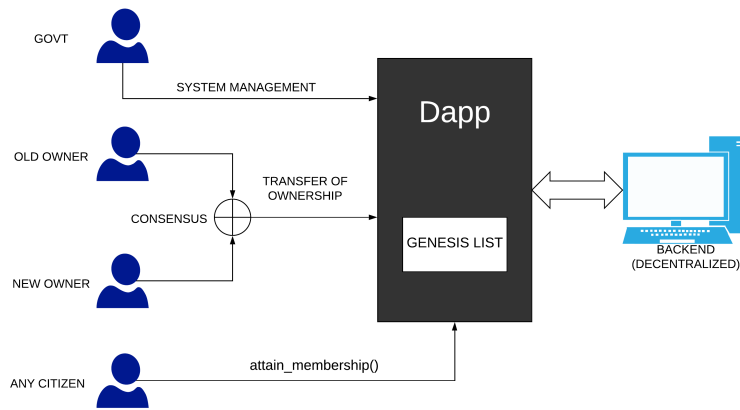 GOVT
SYSTEM MANAGEMENT
Dapp
OLD OWNER
TRANSFER OF
OWNERSHIP
CONSENSUS
GENESIS LIST
BACKEND
(DECENTRALIZED)
NEW OWNER
attain_membership()
ANY CITIZEN